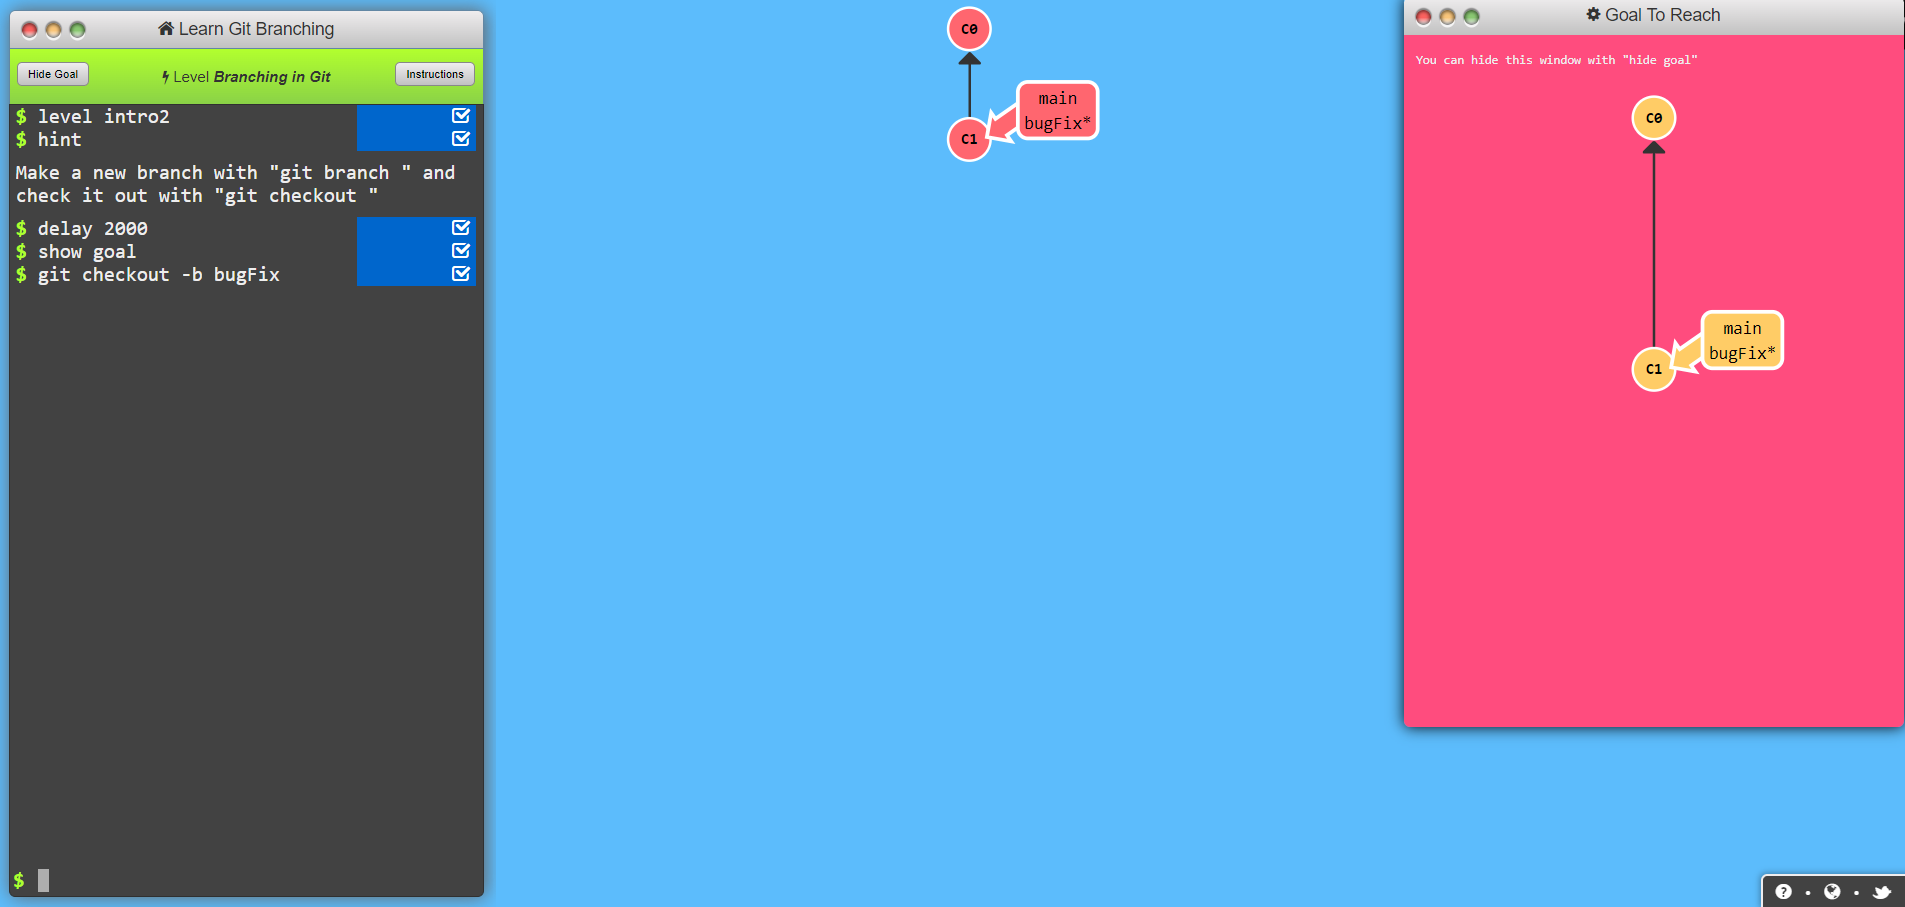 Learn Git Branching
Hide Goal
Level Branching in Git
Instructions
$ level intro2
$ hint
Make a new branch with "git branch " and
check it out with "git checkout "
$ delay 2000
$ show goal
$ git checkout -b bugFix
$
C0
main
bugFix*
C1
Goal To Reach
You can hide this window with "hide goal"
C0
main
bugFix*
C1